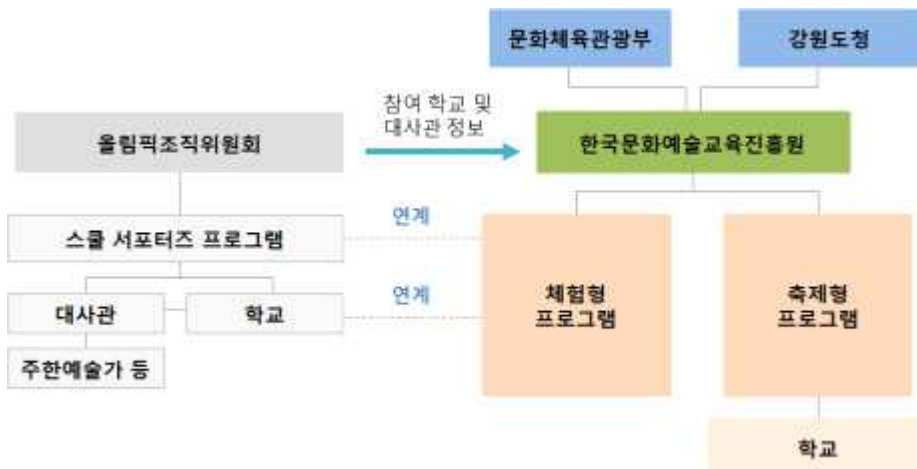 문화체육관광부
강원도청
참여 학교 및
대사관 정보
올림픽조직위원회
한국문화예술교육진흥원
연계
스쿨 서포터즈 프로그램
체험형
프로그램
축제형
프로그램
연계
대사관
학교
주한예술가 등
학교